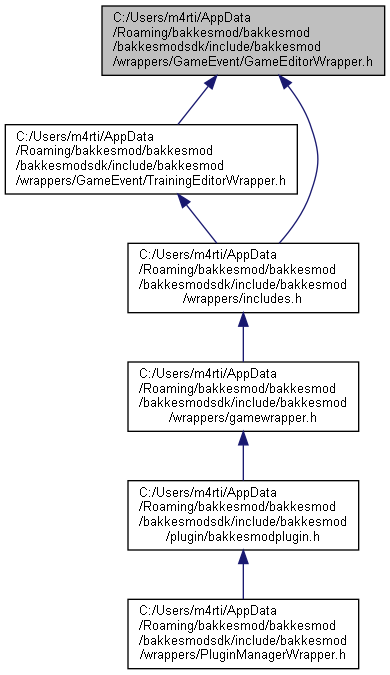 C:/Users/m4rti/AppData
/Roaming/bakkesmod/bakkesmod
/bakkesmodsdk/include/bakkesmod
/wrappers/GameEvent/GameEditorWrapper.h
C:/Users/m4rti/AppData
/Roaming/bakkesmod/bakkesmod
/bakkesmodsdk/include/bakkesmod
/wrappers/GameEvent/TrainingEditorWrapper.h
C:/Users/m4rti/AppData
/Roaming/bakkesmod/bakkesmod
/bakkesmodsdk/include/bakkesmod
/wrappers/includes.h
C:/Users/m4rti/AppData
/Roaming/bakkesmod/bakkesmod
/bakkesmodsdk/include/bakkesmod
/wrappers/gamewrapper.h
C:/Users/m4rti/AppData
/Roaming/bakkesmod/bakkesmod
/bakkesmodsdk/include/bakkesmod
/plugin/bakkesmodplugin.h
C:/Users/m4rti/AppData
/Roaming/bakkesmod/bakkesmod
/bakkesmodsdk/include/bakkesmod
/wrappers/PluginManagerWrapper.h